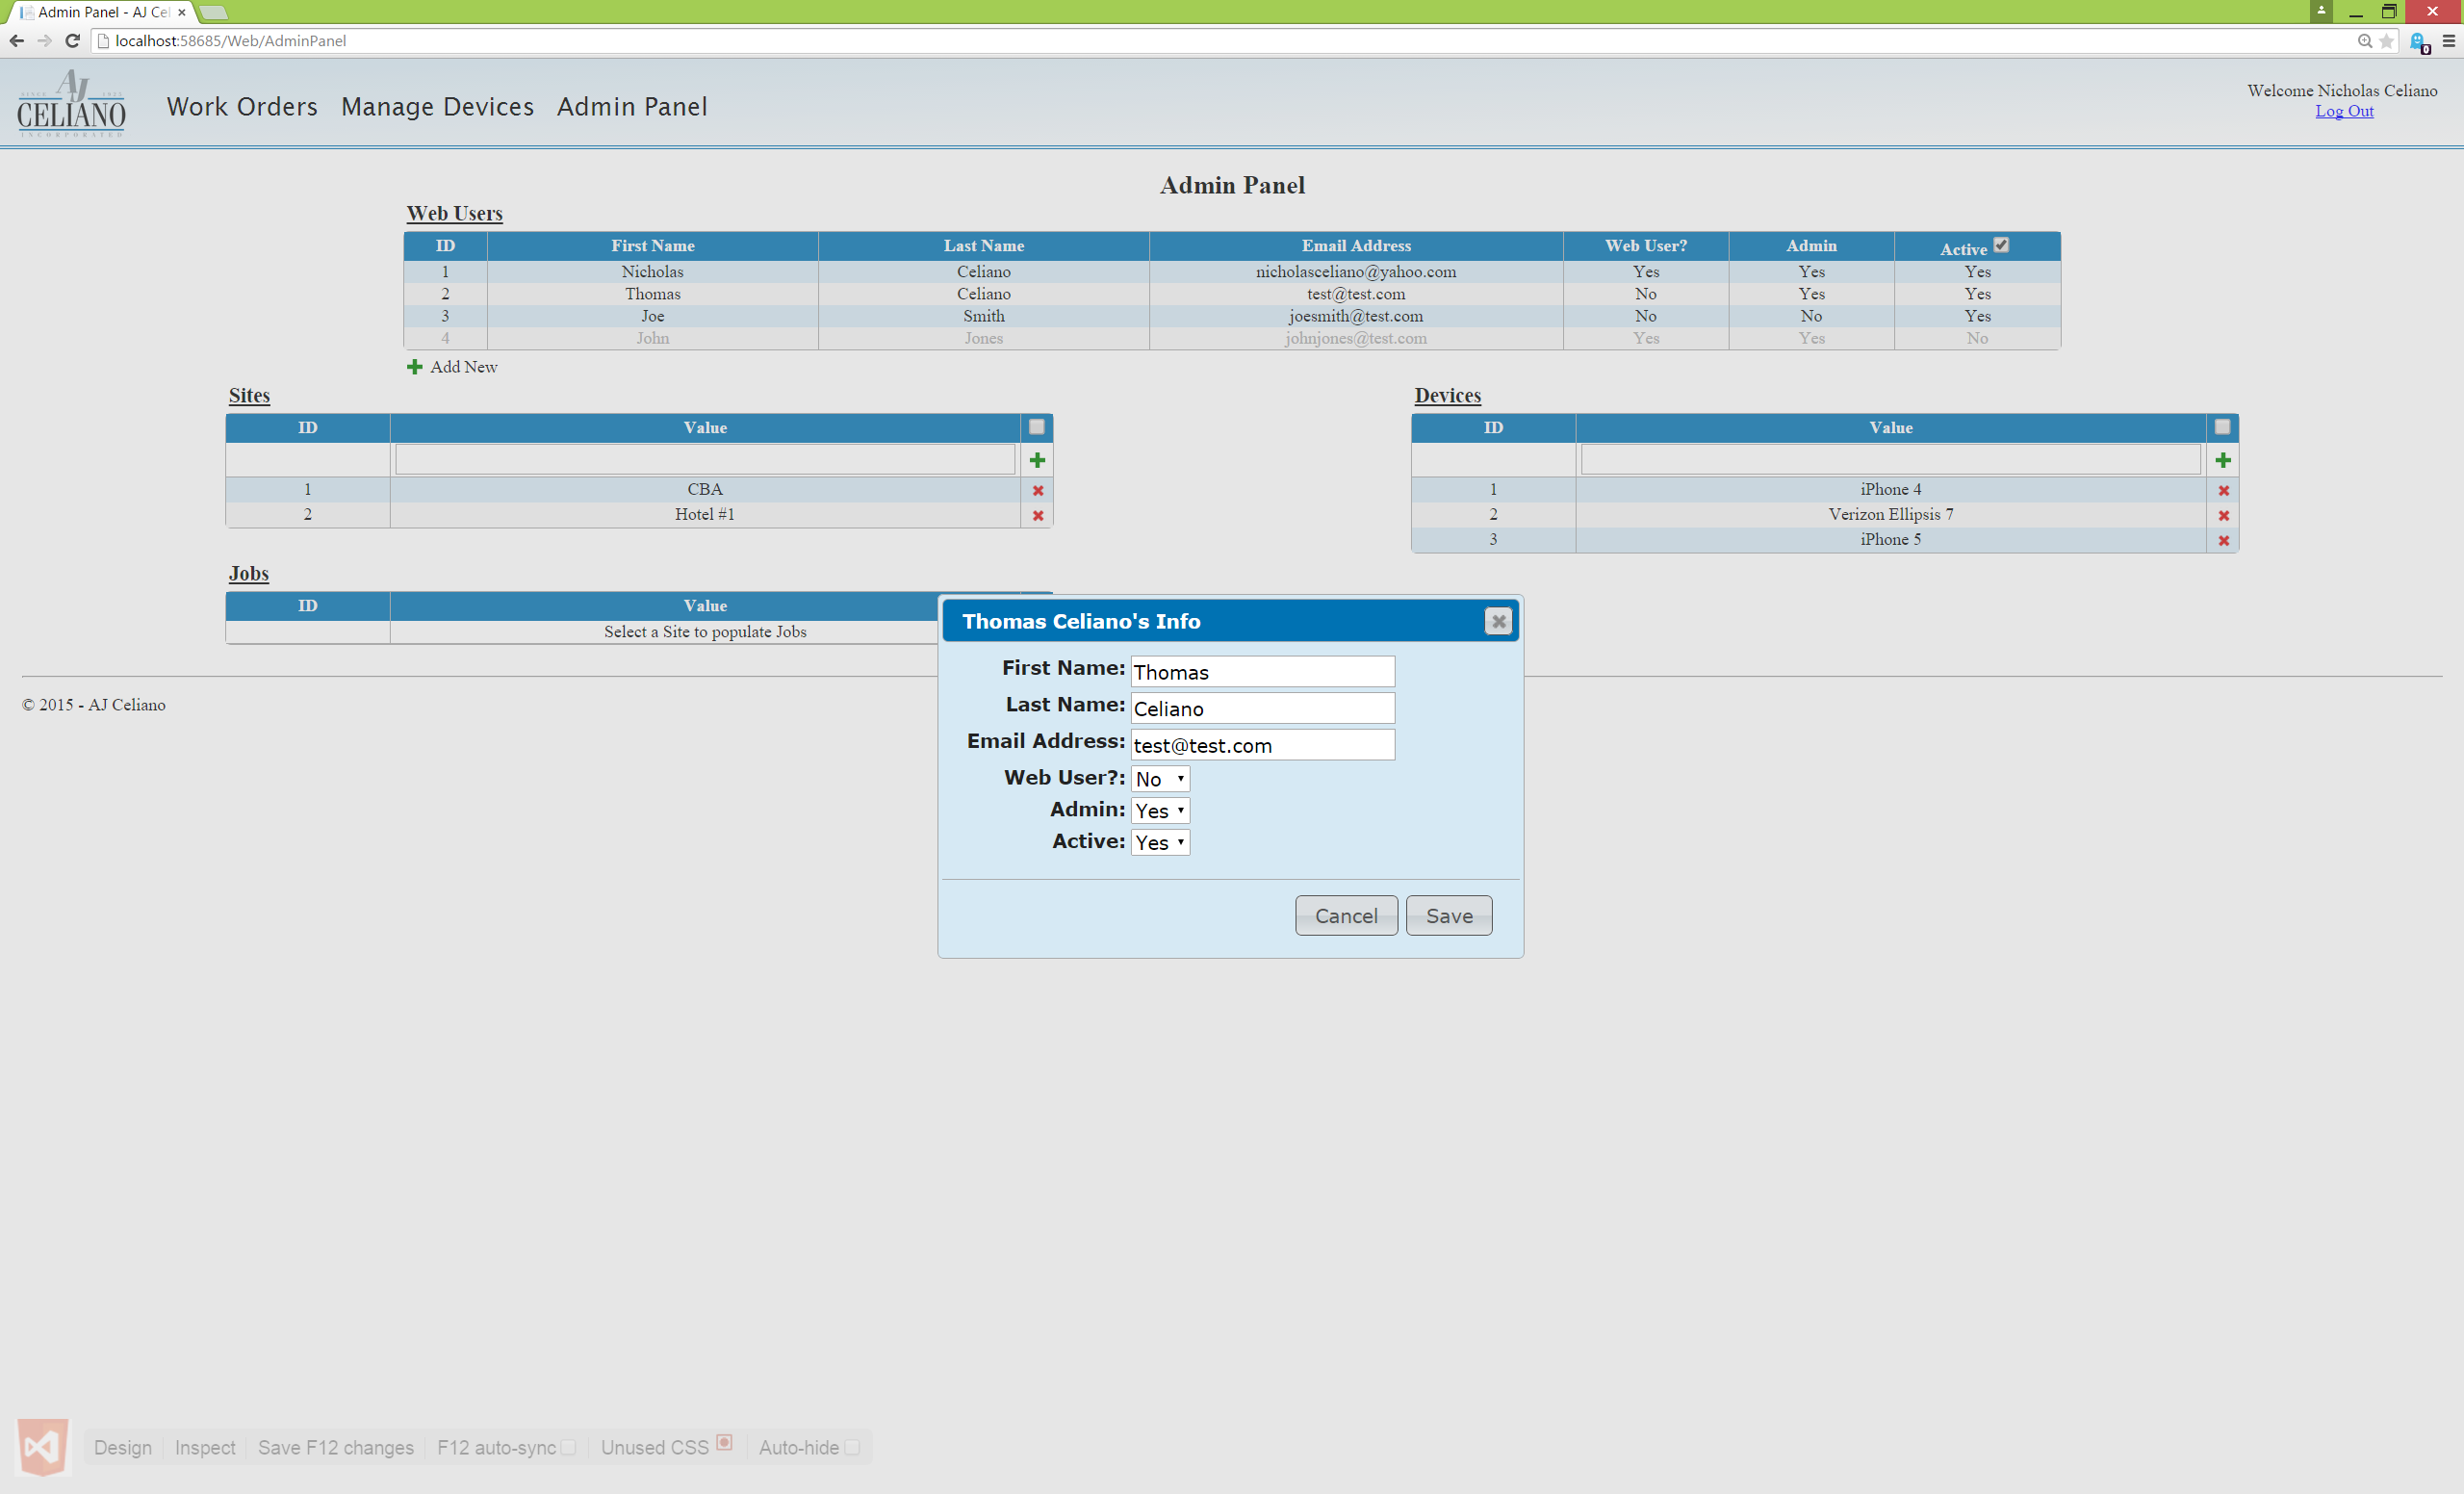 Admin Panel - AJ Cel
localhost:58685/Web/AdminPanel
0
AJ
SINCE 1925
CELIANO
INCORPORATED
Work Orders Manage Devices Admin Panel
Welcome Nicholas Celiano
Log Out
Admin Panel
Web Users
ID First Name Last Name Email Address Web User? Admin Active
1 Nicholas Celiano nicholasceliano@yahoo.com Yes Yes Yes
2 Thomas Celiano test@test.com No Yes Yes
3 Joe Smith joesmith@test.com No No Yes
4 John Jones johnjones@test.com Yes Yes No
Add New
Sites
ID Value
1 CBA
2 Hotel #1
Devices
ID Value
1 iPhone 4
2 Verizon Ellipsis 7
3 iPhone 5
Jobs
ID Value
Select a Site to populate Jobs
Thomas Celiano's Info
First Name: Thomas
Last Name: Celiano
Email Address: test@test.com
Web User?: No
Admin: Yes
Active: Yes
Cancel Save
© 2015 - AJ Celiano
Design Inspect Save F12 changes F12 auto-sync Unused CSS Auto-hide